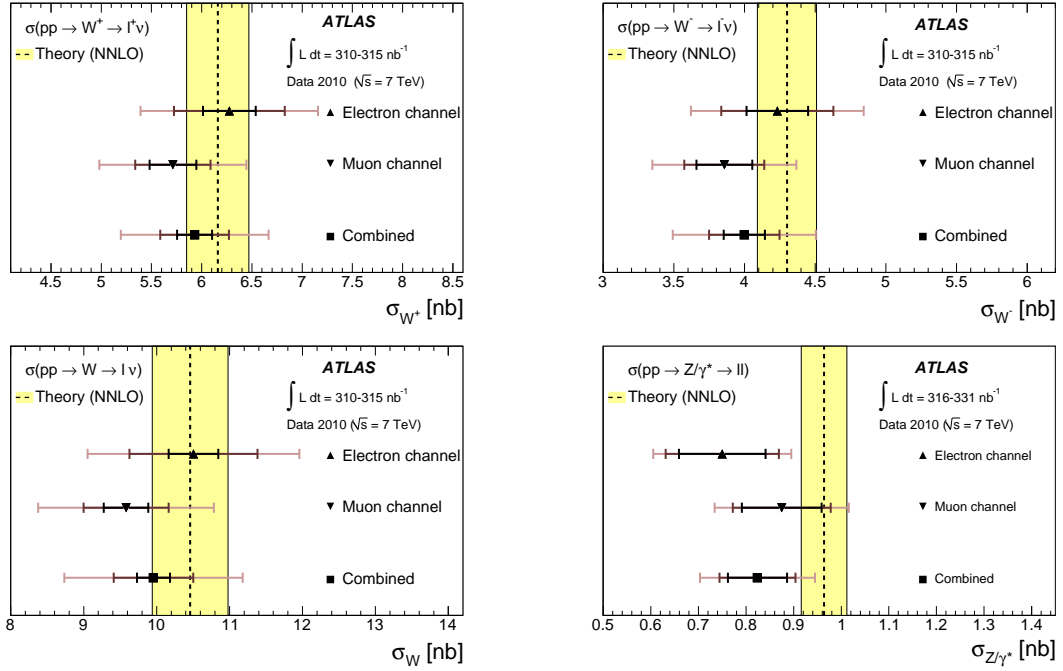 σ(pp → W⁺ → l⁺ν)
Theory (NNLO)
ATLAS
∫ L dt = 310-315 nb⁻¹
Data 2010 (√s = 7 TeV)
Electron channel
Muon channel
Combined
4.5 5 5.5 6 6.5 7 7.5 8 8.5
σ_W⁺ [nb]
σ(pp → W⁻ → l⁻ν)
Theory (NNLO)
ATLAS
∫ L dt = 310-315 nb⁻¹
Data 2010 (√s = 7 TeV)
Electron channel
Muon channel
Combined
3 3.5 4 4.5 5 5.5 6
σ_W⁻ [nb]
σ(pp → W → l ν)
Theory (NNLO)
ATLAS
∫ L dt = 310-315 nb⁻¹
Data 2010 (√s = 7 TeV)
Electron channel
Muon channel
Combined
8 9 10 11 12 13 14
σ_W [nb]
σ(pp → Z/γ* → ll)
Theory (NNLO)
ATLAS
∫ L dt = 316-331 nb⁻¹
Data 2010 (√s = 7 TeV)
Electron channel
Muon channel
Combined
0.5 0.6 0.7 0.8 0.9 1 1.1 1.2 1.3 1.4
σ_Z/γ* [nb]